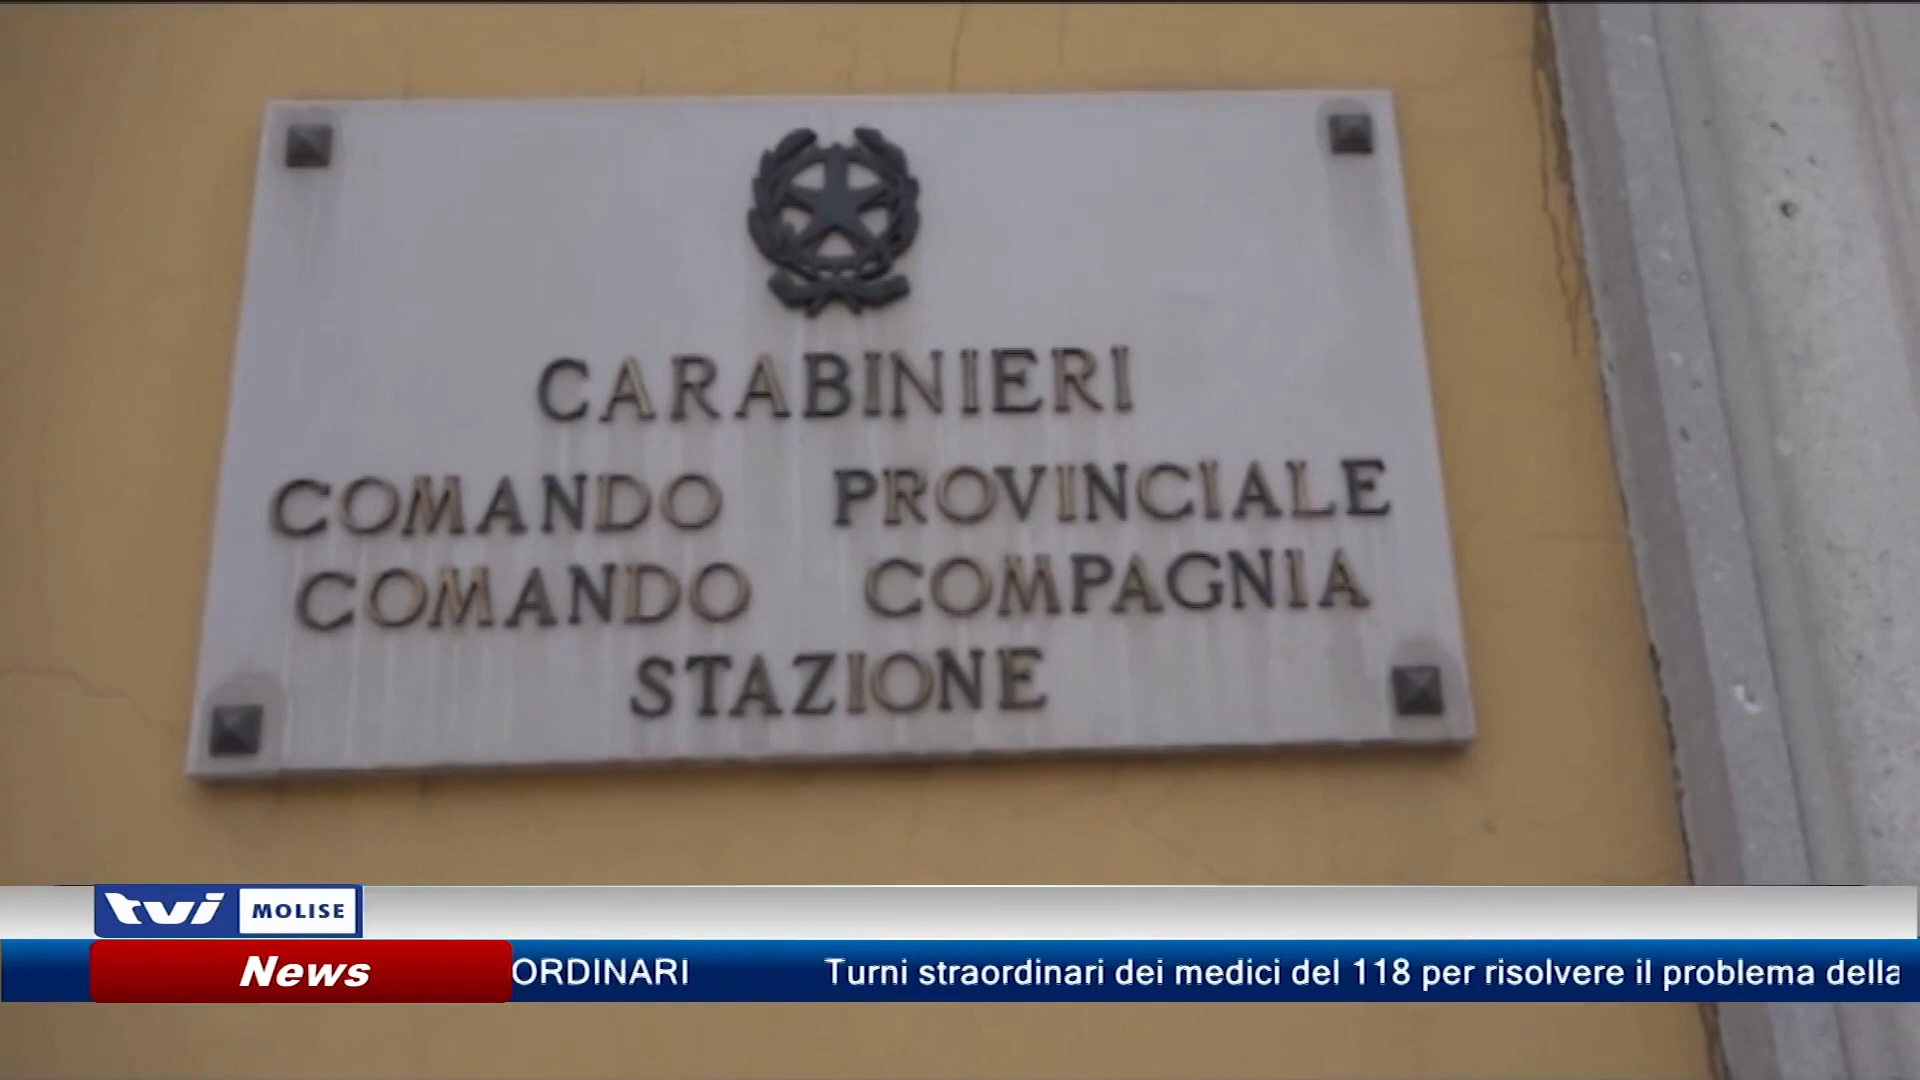 CARABINIERI
COMANDO PROVINCIALE
COMANDO COMPAGNIA
STAZIONE
tvi MOLISE
News
ORDINARI Turni straordinari dei medici del 118 per risolvere il problema della